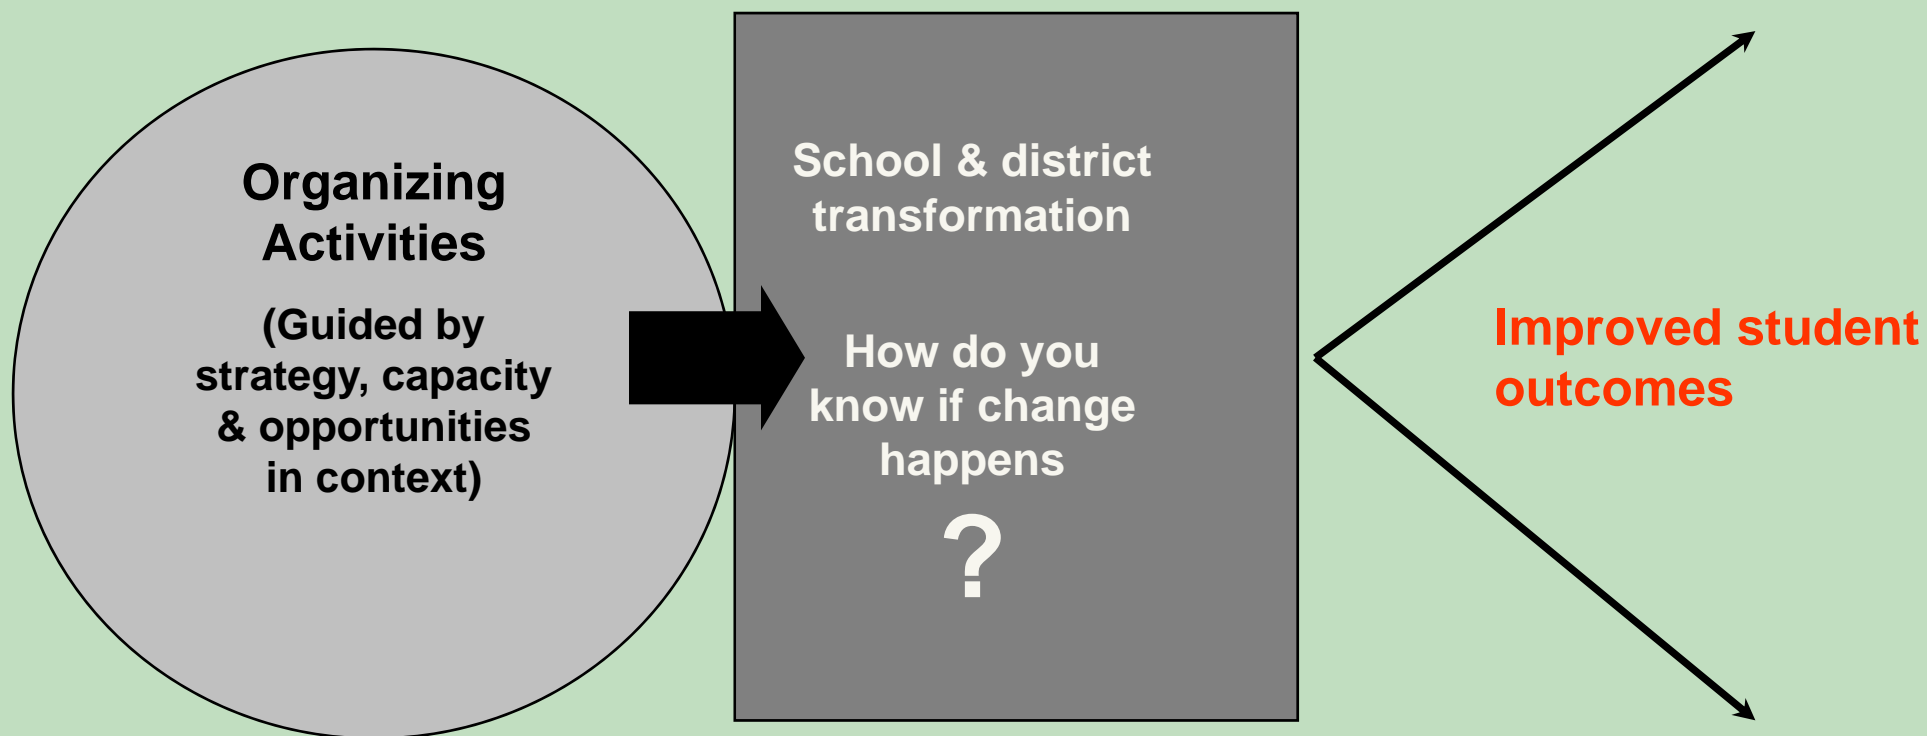 Organizing
Activities
(Guided by
strategy, capacity
& opportunities
in context)
School & district
transformation
How do you
know if change
happens
?
Improved student
outcomes